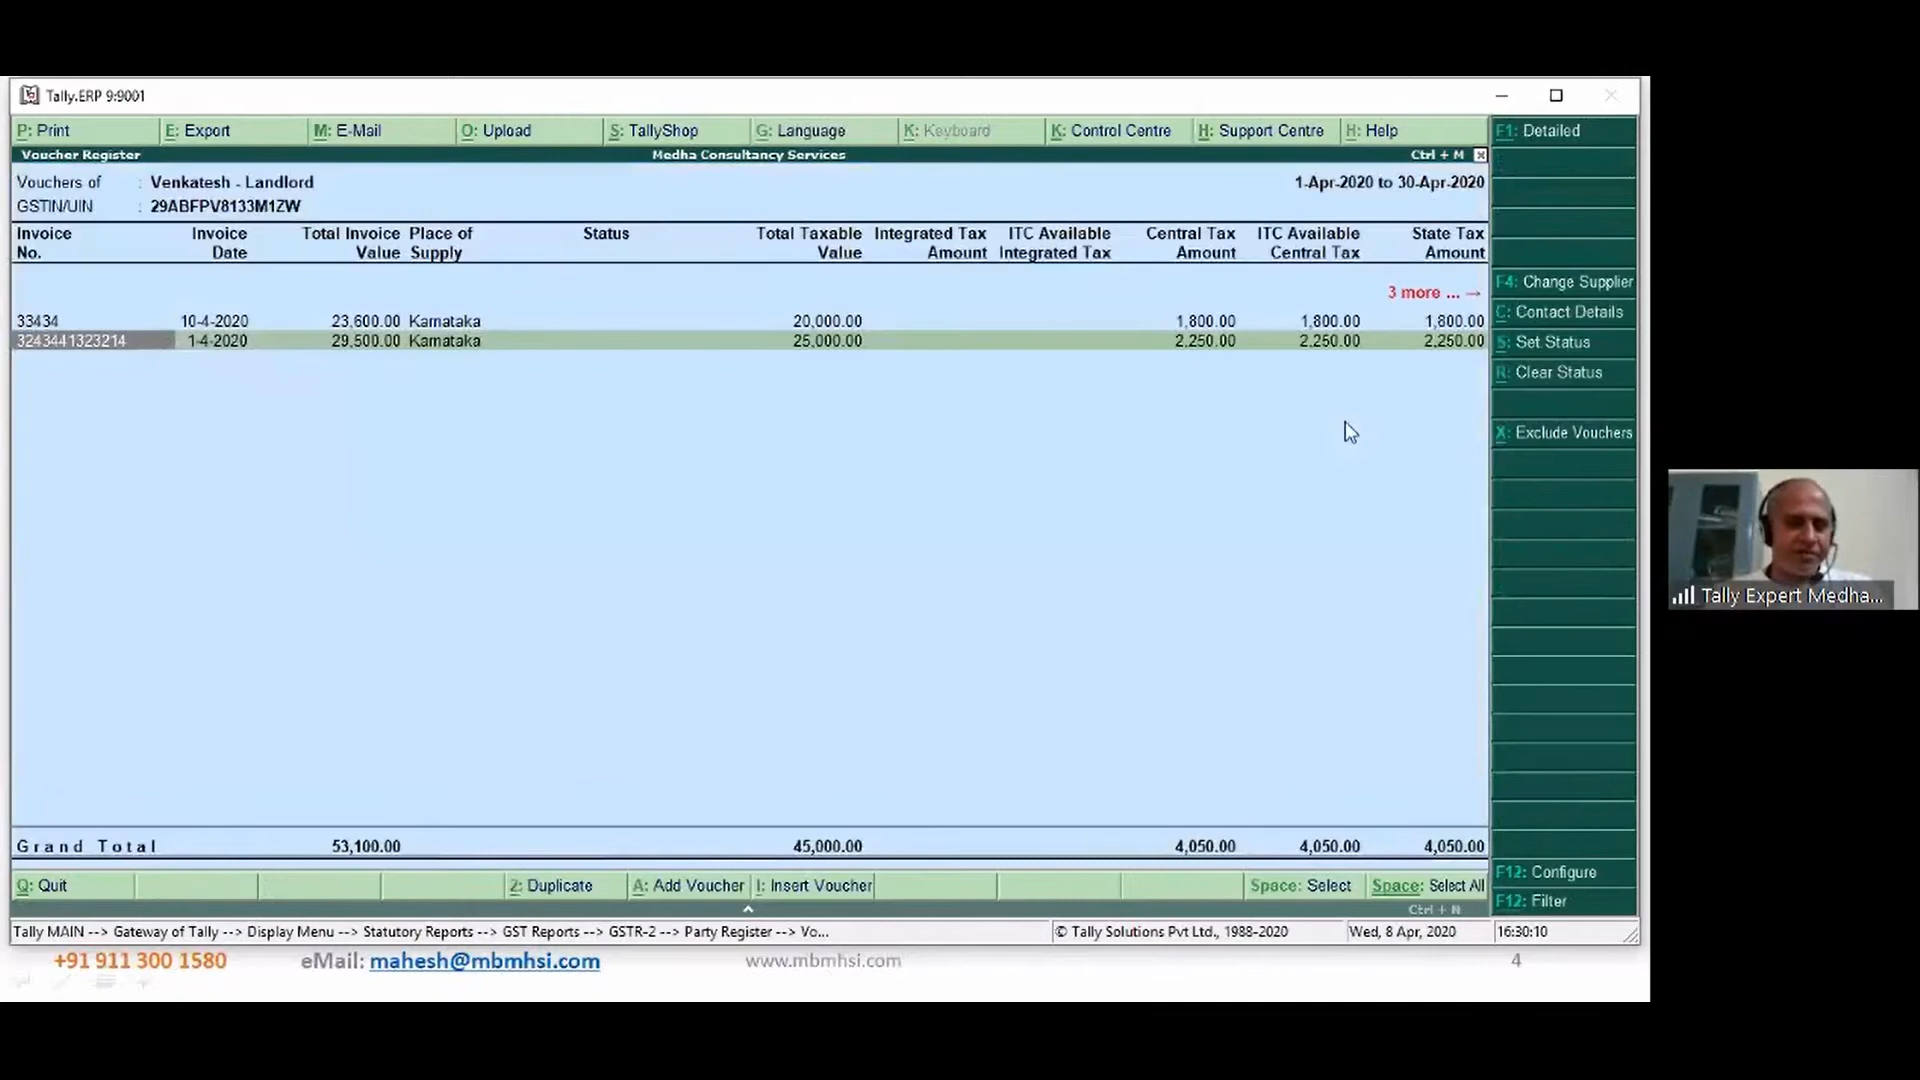 Tally.ERP 9:9001
P: Print E: Export M: E-Mail O: Upload S: TallyShop G: Language K: Keyboard K: Control Centre H: Support Centre H: Help F1: Detailed
Voucher Register Medha Consultancy Services Ctrl + M
Vouchers of : Venkatesh - Landlord 1-Apr-2020 to 30-Apr-2020
GSTIN/UIN : 29ABFPV8133M1ZW
Invoice Invoice Total Invoice Place of Status Total Taxable Integrated Tax ITC Available Central Tax ITC Available State Tax
No. Date Value Supply Value Amount Integrated Tax Amount Central Tax Amount
F4: Change Supplier
3 more ... →
C: Contact Details
33434 10-4-2020 23,600.00 Karnataka 20,000.00 1,800.00 1,800.00 1,800.00
3243441323214 1-4-2020 29,500.00 Karnataka 25,000.00 2,250.00 2,250.00 2,250.00
S: Set Status
R: Clear Status
X: Exclude Vouchers
Tally Expert Medha...
Grand Total 53,100.00 45,000.00 4,050.00 4,050.00 4,050.00
F12: Configure
Q: Quit 2: Duplicate A: Add Voucher I: Insert Voucher Space: Select Space: Select All
F12: Filter
Ctrl + N
Tally MAIN --> Gateway of Tally --> Display Menu --> Statutory Reports --> GST Reports --> GSTR-2 --> Party Register --> Vo... © Tally Solutions Pvt Ltd., 1988-2020 Wed, 8 Apr, 2020 16:30:10
+91 911 300 1580 eMail: mahesh@mbmhsi.com www.mbmhsi.com 4